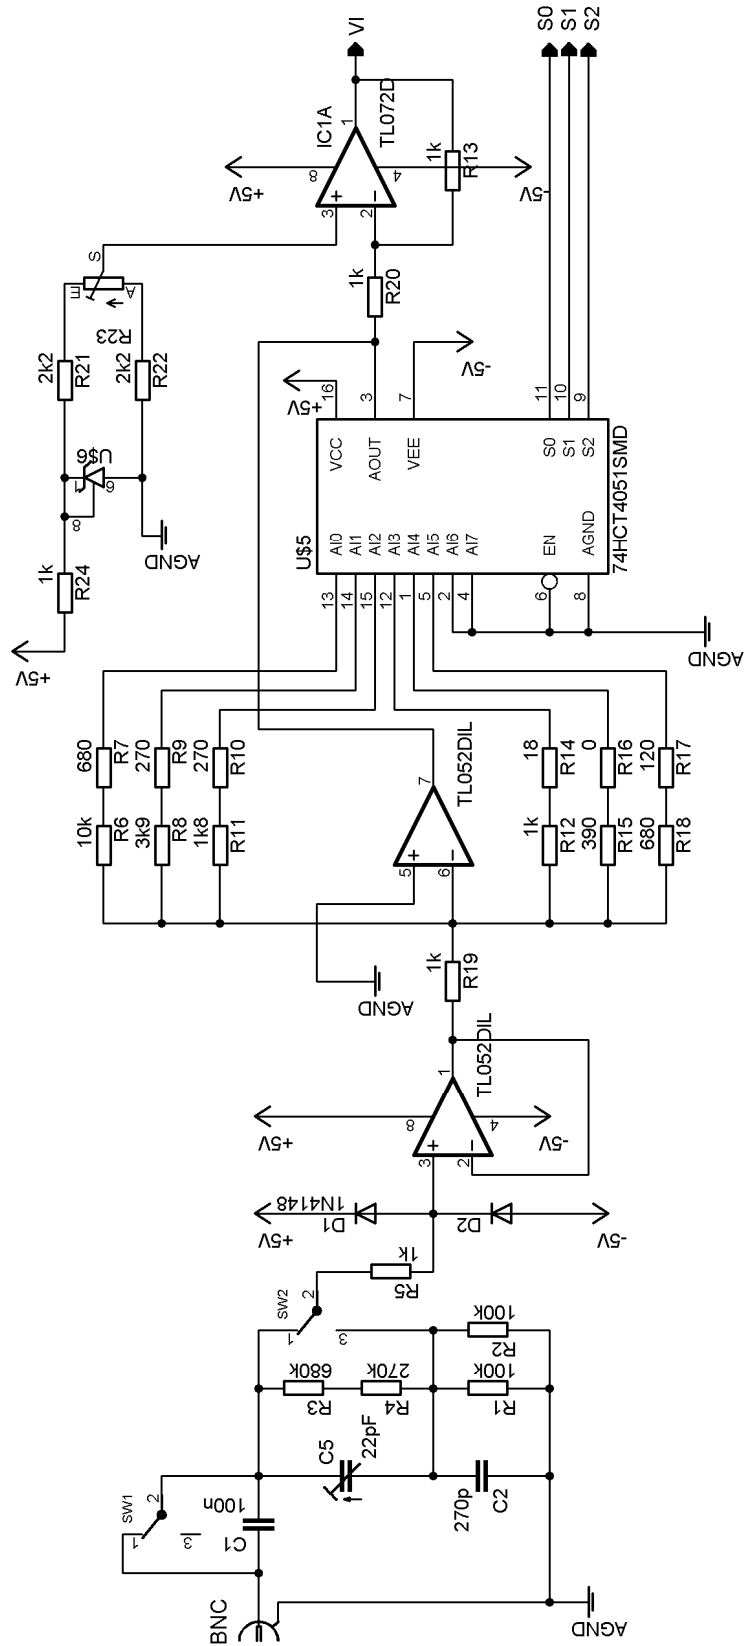 VI
S0
S1
S2
IC1A
TL072D
1
8
4
+5V
-5V
3
2
+
-
1k
R13
S
E
A
R23
1k
R20
2k2
R21
2k2
R22
U$6
1
6
8
AGND
1k
R24
+5V
+5V
16
3
7
-5V
11
10
9
VCC
AOUT
VEE
S0
S1
S2
U$5
74HCT4051SMD
AI0
AI1
AI2
AI3
AI4
AI5
AI6
AI7
EN
AGND
13
14
15
12
1
5
2
4
6
8
AGND
680
R7
270
R9
270
R10
10k
R6
3k9
R8
1k8
R11
7
TL052DIL
5
6
+
-
18
R14
0
R16
120
R17
1k
R12
390
R15
680
R18
AGND
1k
R19
1
TL052DIL
8
4
+5V
-5V
3
2
+
-
+5V
1N4148
D1
D2
-5V
1k
R5
SW2
2
1
3
100k
R2
680k
R3
270k
R4
100k
R1
C5
22pF
270p
C2
SW1
2
1
3
100n
C1
BNC
AGND